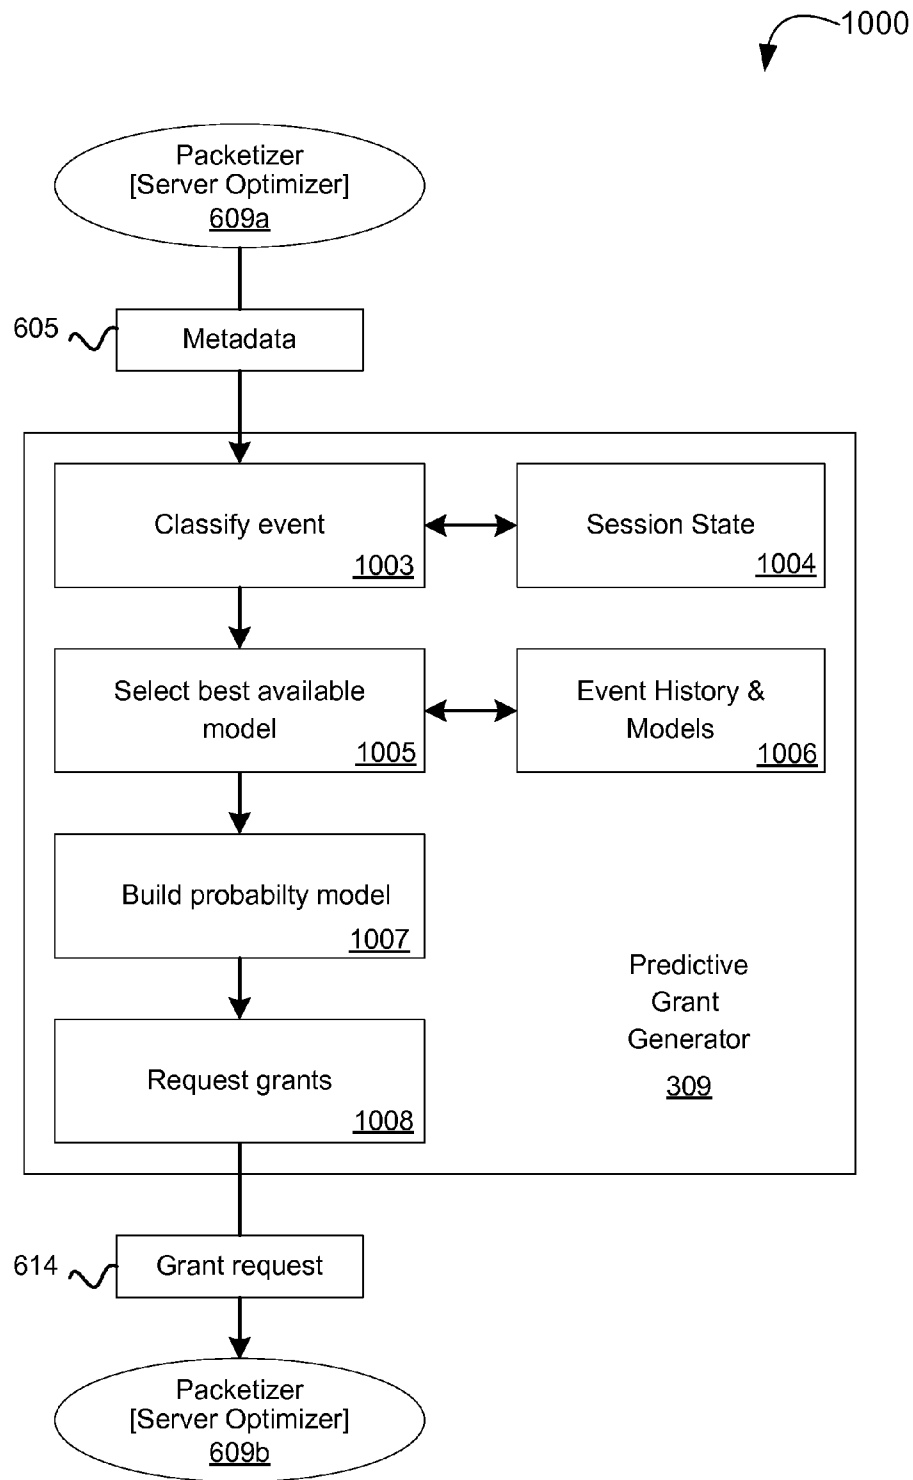 1000
Packetizer
[Server Optimizer]
609a
605
Metadata
Classify event
1003
Session State
1004
Select best available
model
1005
Event History &
Models
1006
Build probabilty model
1007
Predictive
Grant
Generator
309
Request grants
1008
614
Grant request
Packetizer
[Server Optimizer]
609b